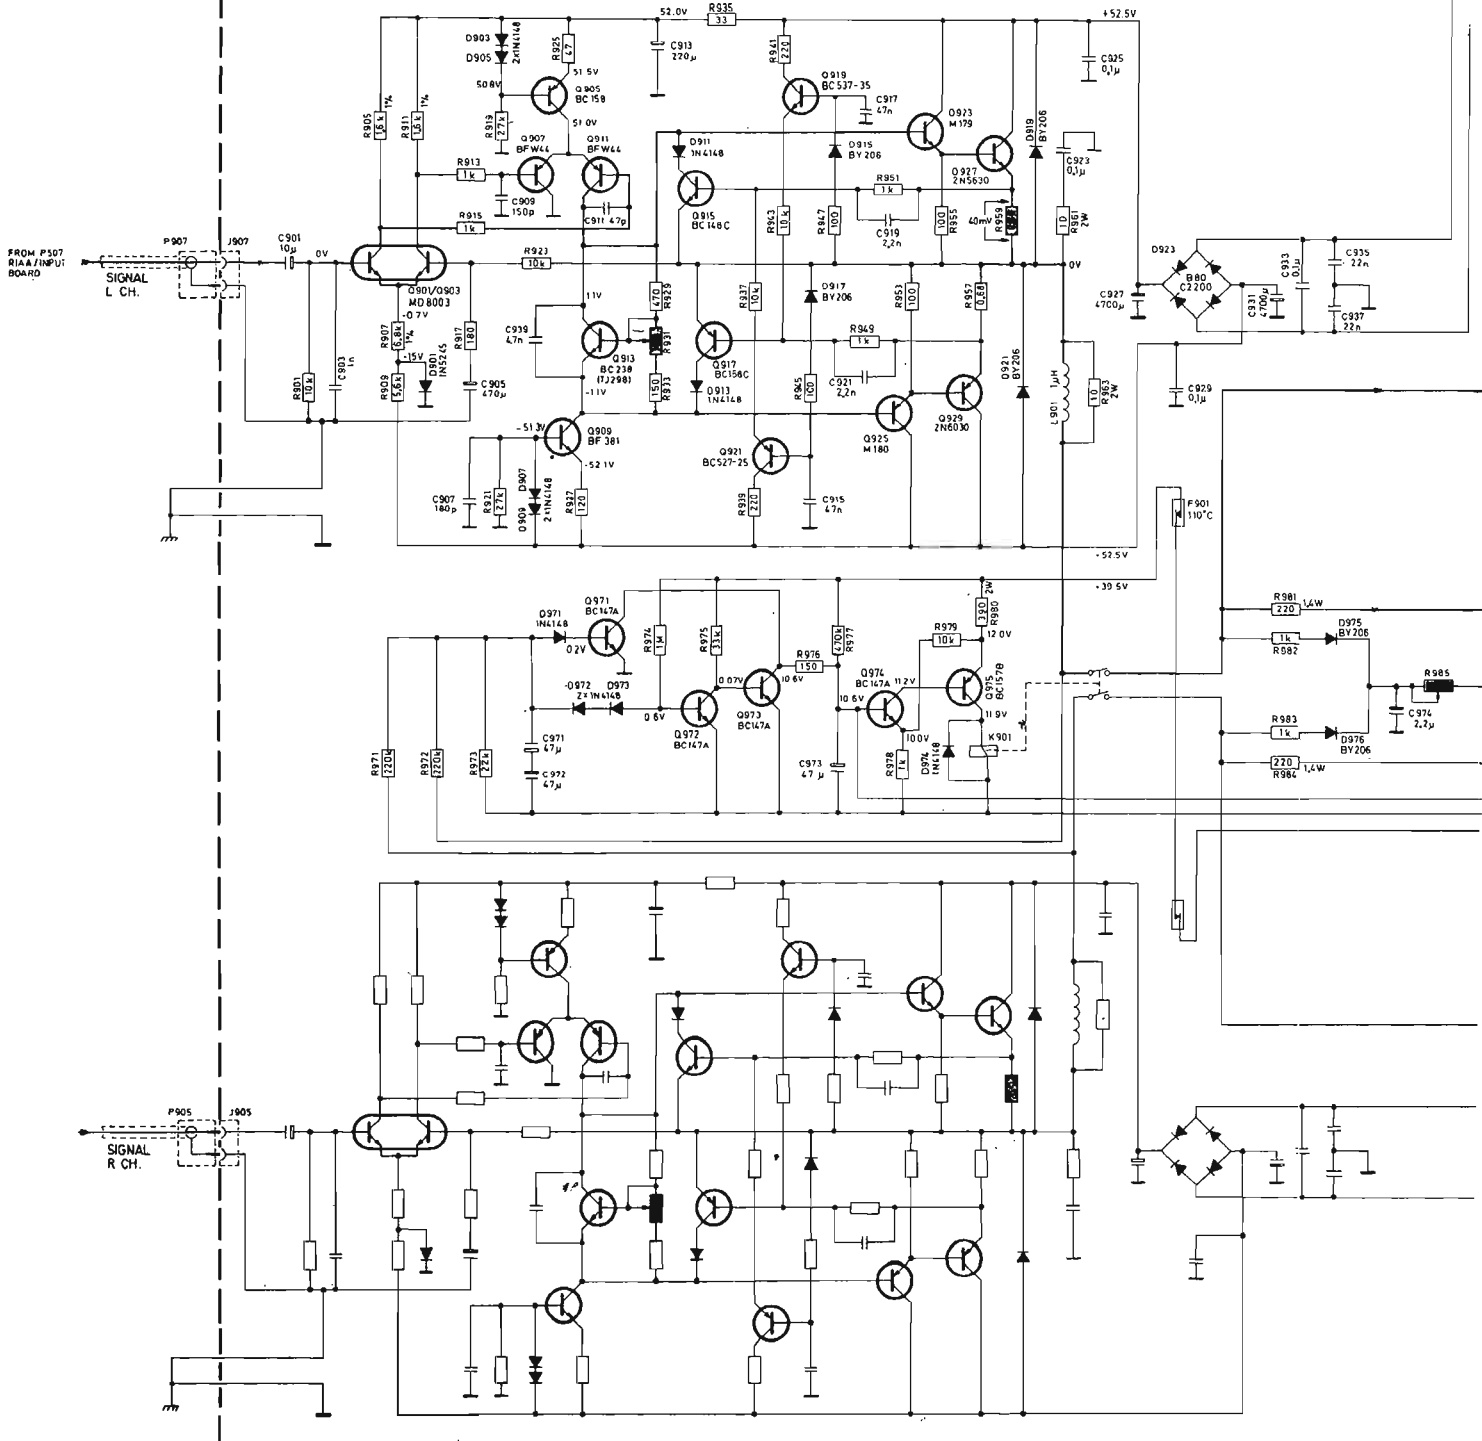 52.0V
R935
33
+52.5V
D903
D905
2×1N4148
R925
47
C913
220µ
R941
220
C925
0,1µ
51.5V
50.8V
Q905
BC158
Q919
BC537-35
C917
47n
R905
1,6k
1%
R911
1,6k
1%
R919
2.7k
51.0V
Q907
BFW44
Q911
BFW44
D911
1N4148
D915
BY206
Q923
M179
D919
BY206
C923
0,1µ
R913
1k
Q927
2N5630
R951
1k
C909
150p
C911 47p
Q915
BC148C
R943
10k
R947
100
C919
2,2n
R955
100
40mV
R959
R961
10
2W
R915
1k
P907
J907
C901
10µ
0V
R923
10k
0V
D923
B80
C2200
C933
0,1µ
C935
22n
FROM P507
RIAA/INPUT
BOARD
SIGNAL
L CH.
Q901/Q903
MD8003
-0.7V
1.1V
R929
470
R937
10k
D917
BY206
R953
100
R957
0,68
C927
4700µ
C931
4700µ
C937
22n
R907
6.8k
1%
R917
180
C939
4.7n
Q913
BC238
(TJ298)
R931
R949
1k
Q917
BC158C
-15V
D901
1N5245
R901
10k
C903
1n
R909
5,6k
C905
470µ
-1.1V
R933
150
D913
1N4148
R945
100
C921
2,2n
D921
BY206
L901 1µH
R963
10
2W
C929
0,1µ
Q925
M180
Q929
2N6030
-51.3V
Q909
BF381
Q921
BC527-25
-52.1V
C907
180p
R921
27k
D907
D909
2×1N4148
R927
120
R939
220
C915
47n
F901
110°C
-52.5V
+39.5V
Q971
BC147A
D971
1N4148
0.2V
R974
1M
R975
33k
R977
470k
R980
390
2W
R979
10k
12.0V
R981
220
1,4W
D975
BY206
1k
R982
R976
150
10.6V
0.07V
Q974
BC147A
11.2V
Q975
BC157B
D972
D973
2×1N4148
0.6V
Q972
BC147A
Q973
BC147A
10.6V
11.9V
10.0V
K901
R985
C974
2.2µ
R983
1k
D976
BY206
220
R984
1,4W
R971
220k
R972
220k
R973
22k
C971
47µ
C972
47µ
C973
47µ
R978
1k
D974
1N4148
P905
J905
SIGNAL
R CH.